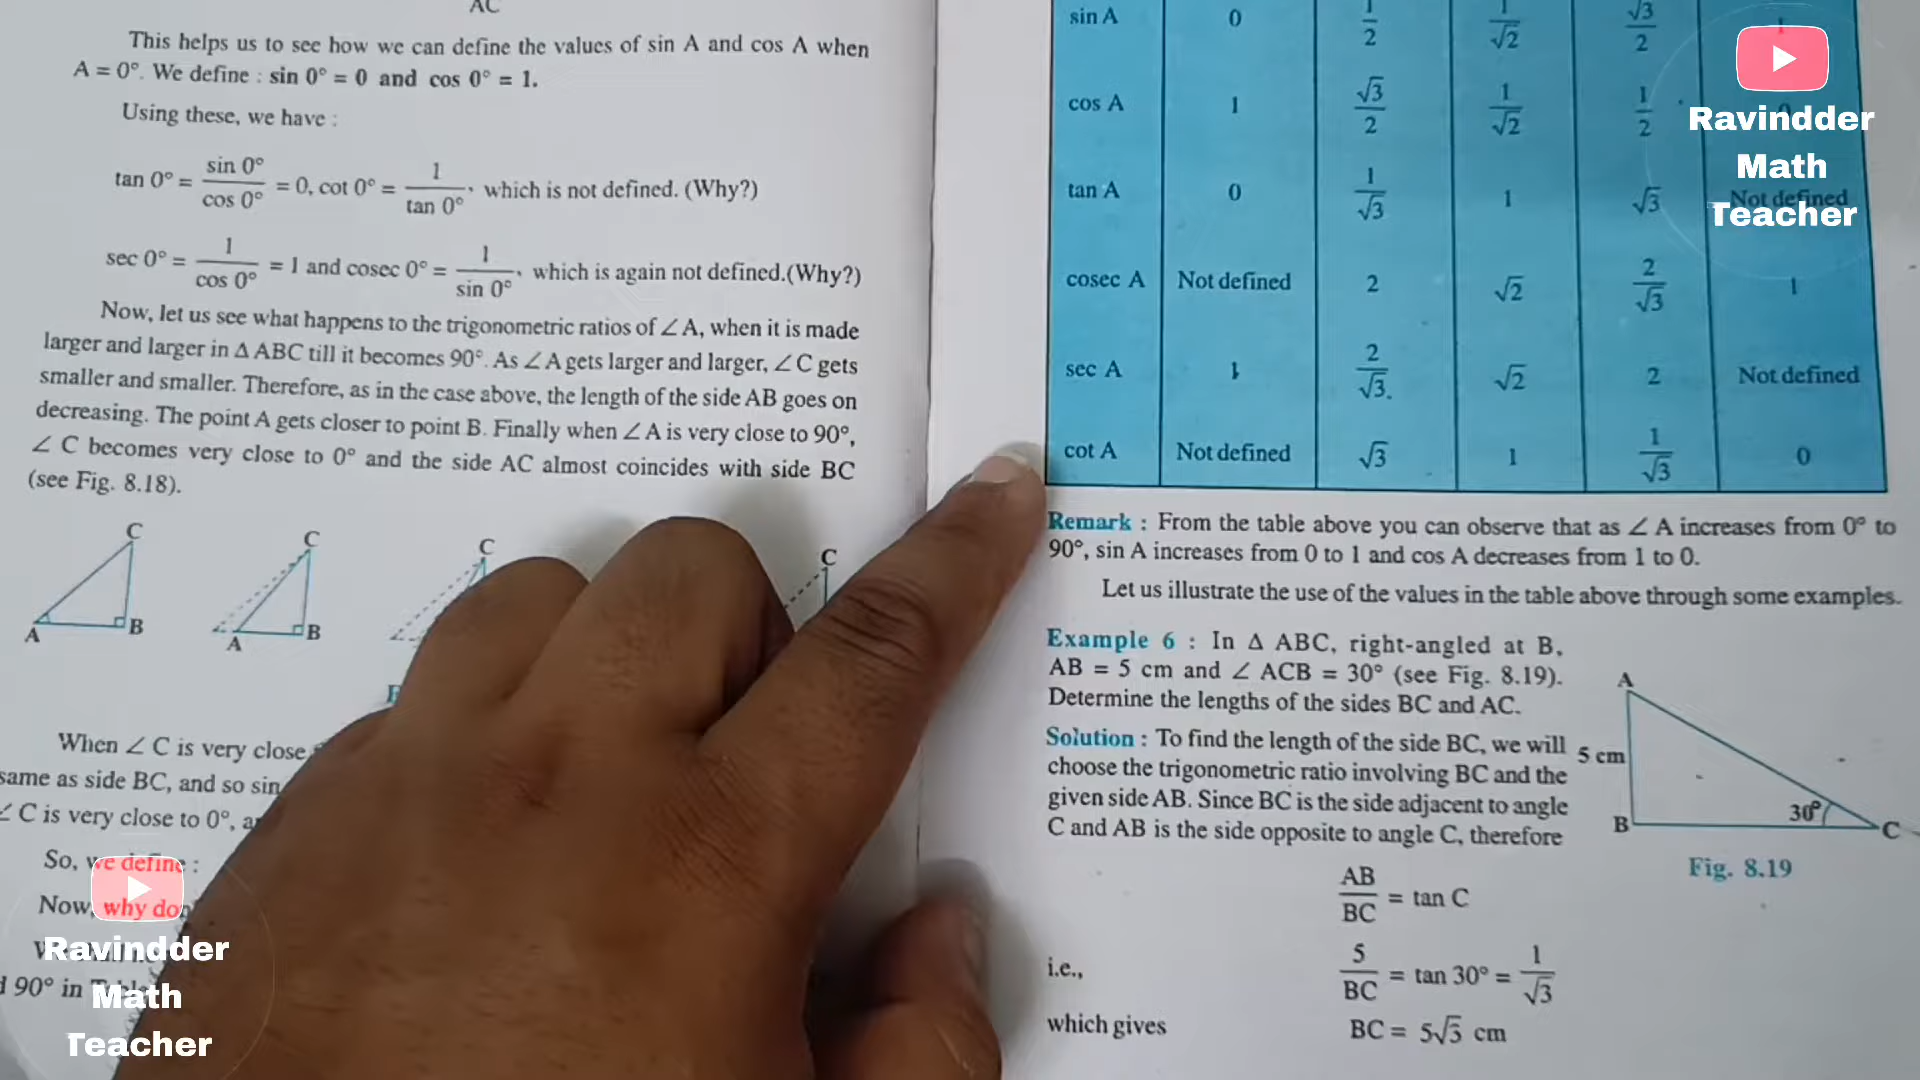 AC
This helps us to see how we can define the values of sin A and cos A when
A = 0°. We define : sin 0° = 0 and cos 0° = 1.
Using these, we have :
tan 0° = sin 0° / cos 0° = 0, cot 0° = 1 / tan 0°, which is not defined. (Why?)
sec 0° = 1 / cos 0° = 1 and cosec 0° = 1 / sin 0°, which is again not defined.(Why?)
Now, let us see what happens to the trigonometric ratios of ∠ A, when it is made
larger and larger in Δ ABC till it becomes 90°. As ∠ A gets larger and larger, ∠ C gets
smaller and smaller. Therefore, as in the case above, the length of the side AB goes on
decreasing. The point A gets closer to point B. Finally when ∠ A is very close to 90°,
∠ C becomes very close to 0° and the side AC almost coincides with side BC
(see Fig. 8.18).
C C C C
A B A B
When ∠ C is very close
same as side BC, and so sin
∠ C is very close to 0°, a
So, we define :
Now, why do
90° in
Ravindder
Math
Teacher
sin A 0 1/2 1/√2 √3/2 1
cos A 1 √3/2 1/√2 1/2 0
tan A 0 1/√3 1 √3 Not defined
cosec A Not defined 2 √2 2/√3 1
sec A 1 2/√3 √2 2 Not defined
cot A Not defined √3 1 1/√3 0
Ravindder
Math
Teacher
Remark : From the table above you can observe that as ∠ A increases from 0° to
90°, sin A increases from 0 to 1 and cos A decreases from 1 to 0.
Let us illustrate the use of the values in the table above through some examples.
Example 6 : In Δ ABC, right-angled at B,
AB = 5 cm and ∠ ACB = 30° (see Fig. 8.19).
Determine the lengths of the sides BC and AC.
Solution : To find the length of the side BC, we will
choose the trigonometric ratio involving BC and the
given side AB. Since BC is the side adjacent to angle
C and AB is the side opposite to angle C, therefore
A
5 cm
B 30° C
Fig. 8.19
AB / BC = tan C
i.e., 5 / BC = tan 30° = 1 / √3
which gives BC = 5√3 cm